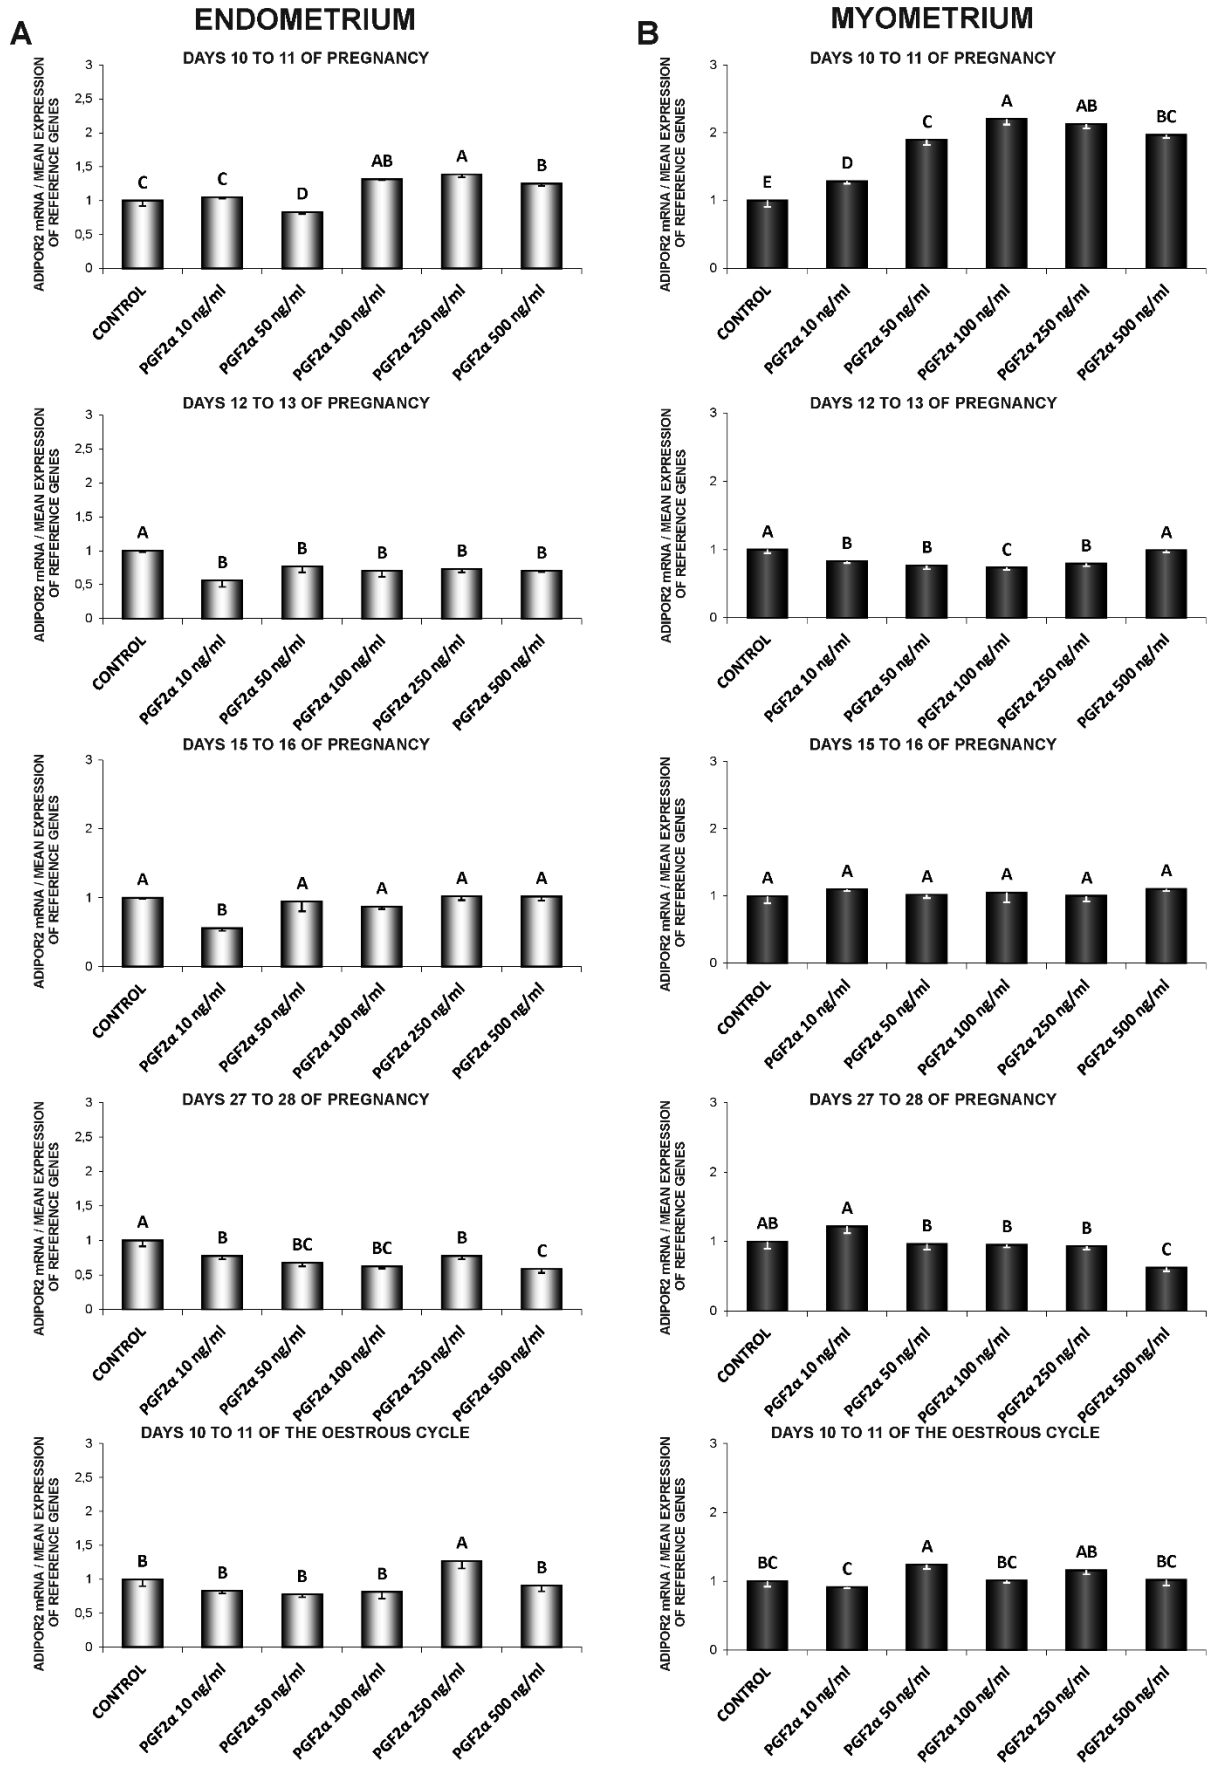 A
ENDOMETRIUM
DAYS 10 TO 11 OF PREGNANCY
ADIPOR2 mRNA / MEAN EXPRESSION
OF REFERENCE GENES
3
2,5
2
1,5
1
0,5
0
C
C
D
AB
A
B
CONTROL
PGF2α 10 ng/ml
PGF2α 50 ng/ml
PGF2α 100 ng/ml
PGF2α 250 ng/ml
PGF2α 500 ng/ml
DAYS 12 TO 13 OF PREGNANCY
ADIPOR2 mRNA / MEAN EXPRESSION
OF REFERENCE GENES
3
2,5
2
1,5
1
0,5
0
A
B
B
B
B
B
CONTROL
PGF2α 10 ng/ml
PGF2α 50 ng/ml
PGF2α 100 ng/ml
PGF2α 250 ng/ml
PGF2α 500 ng/ml
DAYS 15 TO 16 OF PREGNANCY
ADIPOR2 mRNA / MEAN EXPRESSION
OF REFERENCE GENES
3
2
1
0
A
B
A
A
A
A
CONTROL
PGF2α 10 ng/ml
PGF2α 50 ng/ml
PGF2α 100 ng/ml
PGF2α 250 ng/ml
PGF2α 500 ng/ml
DAYS 27 TO 28 OF PREGNANCY
ADIPOR2 mRNA / MEAN EXPRESSION
OF REFERENCE GENES
3
2,5
2
1,5
1
0,5
0
A
B
BC
BC
B
C
CONTROL
PGF2α 10 ng/ml
PGF2α 50 ng/ml
PGF2α 100 ng/ml
PGF2α 250 ng/ml
PGF2α 500 ng/ml
DAYS 10 TO 11 OF THE OESTROUS CYCLE
ADIPOR2 mRNA / MEAN EXPRESSION
OF REFERENCE GENES
3
2,5
2
1,5
1
0,5
0
B
B
B
B
A
B
CONTROL
PGF2α 10 ng/ml
PGF2α 50 ng/ml
PGF2α 100 ng/ml
PGF2α 250 ng/ml
PGF2α 500 ng/ml
B
MYOMETRIUM
DAYS 10 TO 11 OF PREGNANCY
ADIPOR2 mRNA / MEAN EXPRESSION
OF REFERENCE GENES
3
2
1
0
E
D
C
A
AB
BC
CONTROL
PGF2α 10 ng/ml
PGF2α 50 ng/ml
PGF2α 100 ng/ml
PGF2α 250 ng/ml
PGF2α 500 ng/ml
DAYS 12 TO 13 OF PREGNANCY
ADIPOR2 mRNA / MEAN EXPRESSION
OF REFERENCE GENES
3
2
1
0
A
B
B
C
B
A
CONTROL
PGF2α 10 ng/ml
PGF2α 50 ng/ml
PGF2α 100 ng/ml
PGF2α 250 ng/ml
PGF2α 500 ng/ml
DAYS 15 TO 16 OF PREGNANCY
ADIPOR2 mRNA / MEAN EXPRESSION
OF REFERENCE GENES
3
2
1
0
A
A
A
A
A
A
CONTROL
PGF2α 10 ng/ml
PGF2α 50 ng/ml
PGF2α 100 ng/ml
PGF2α 250 ng/ml
PGF2α 500 ng/ml
DAYS 27 TO 28 OF PREGNANCY
ADIPOR2 mRNA / MEAN EXPRESSION
OF REFERENCE GENES
3
2
1
0
AB
A
B
B
B
C
CONTROL
PGF2α 10 ng/ml
PGF2α 50 ng/ml
PGF2α 100 ng/ml
PGF2α 250 ng/ml
PGF2α 500 ng/ml
DAYS 10 TO 11 OF THE OESTROUS CYCLE
ADIPOR2 mRNA / MEAN EXPRESSION
OF REFERENCE GENES
3
2
1
0
BC
C
A
BC
AB
BC
CONTROL
PGF2α 10 ng/ml
PGF2α 50 ng/ml
PGF2α 100 ng/ml
PGF2α 250 ng/ml
PGF2α 500 ng/ml